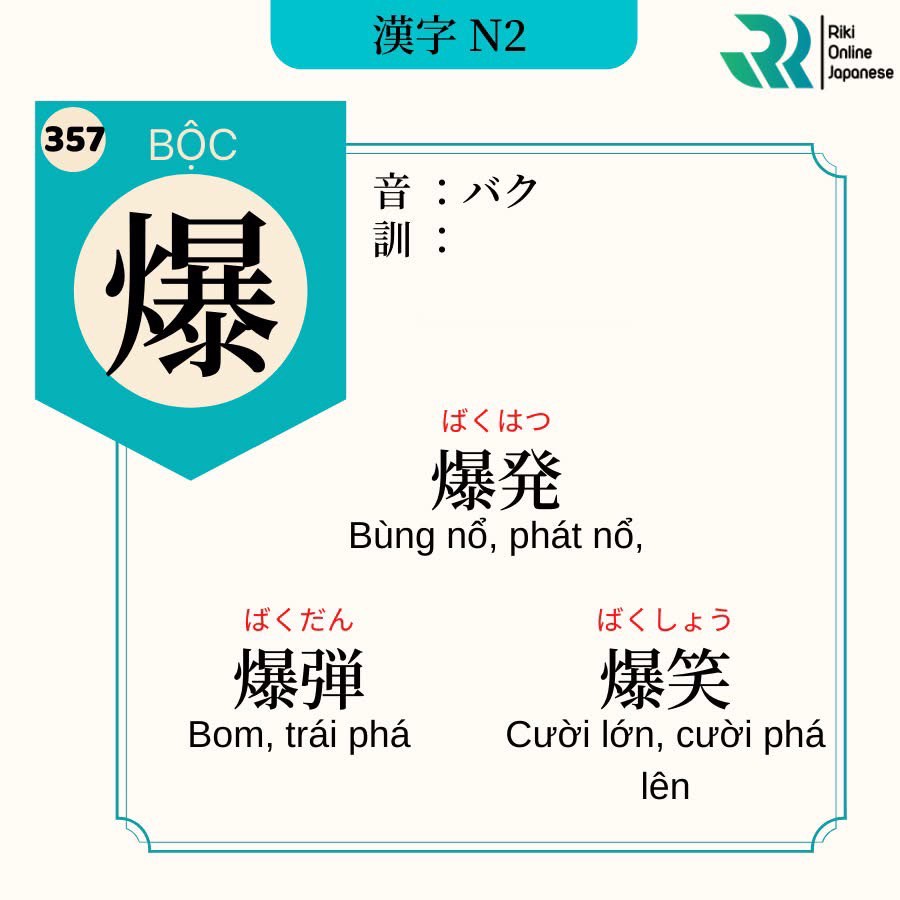 漢字 N2
Riki
Online
Japanese
357
BỘC
爆
音 ：バク
訓 ：
ばくはつ
爆発
Bùng nổ, phát nổ,
ばくだん
爆弾
Bom, trái phá
ばくしょう
爆笑
Cười lớn, cười phá
lên